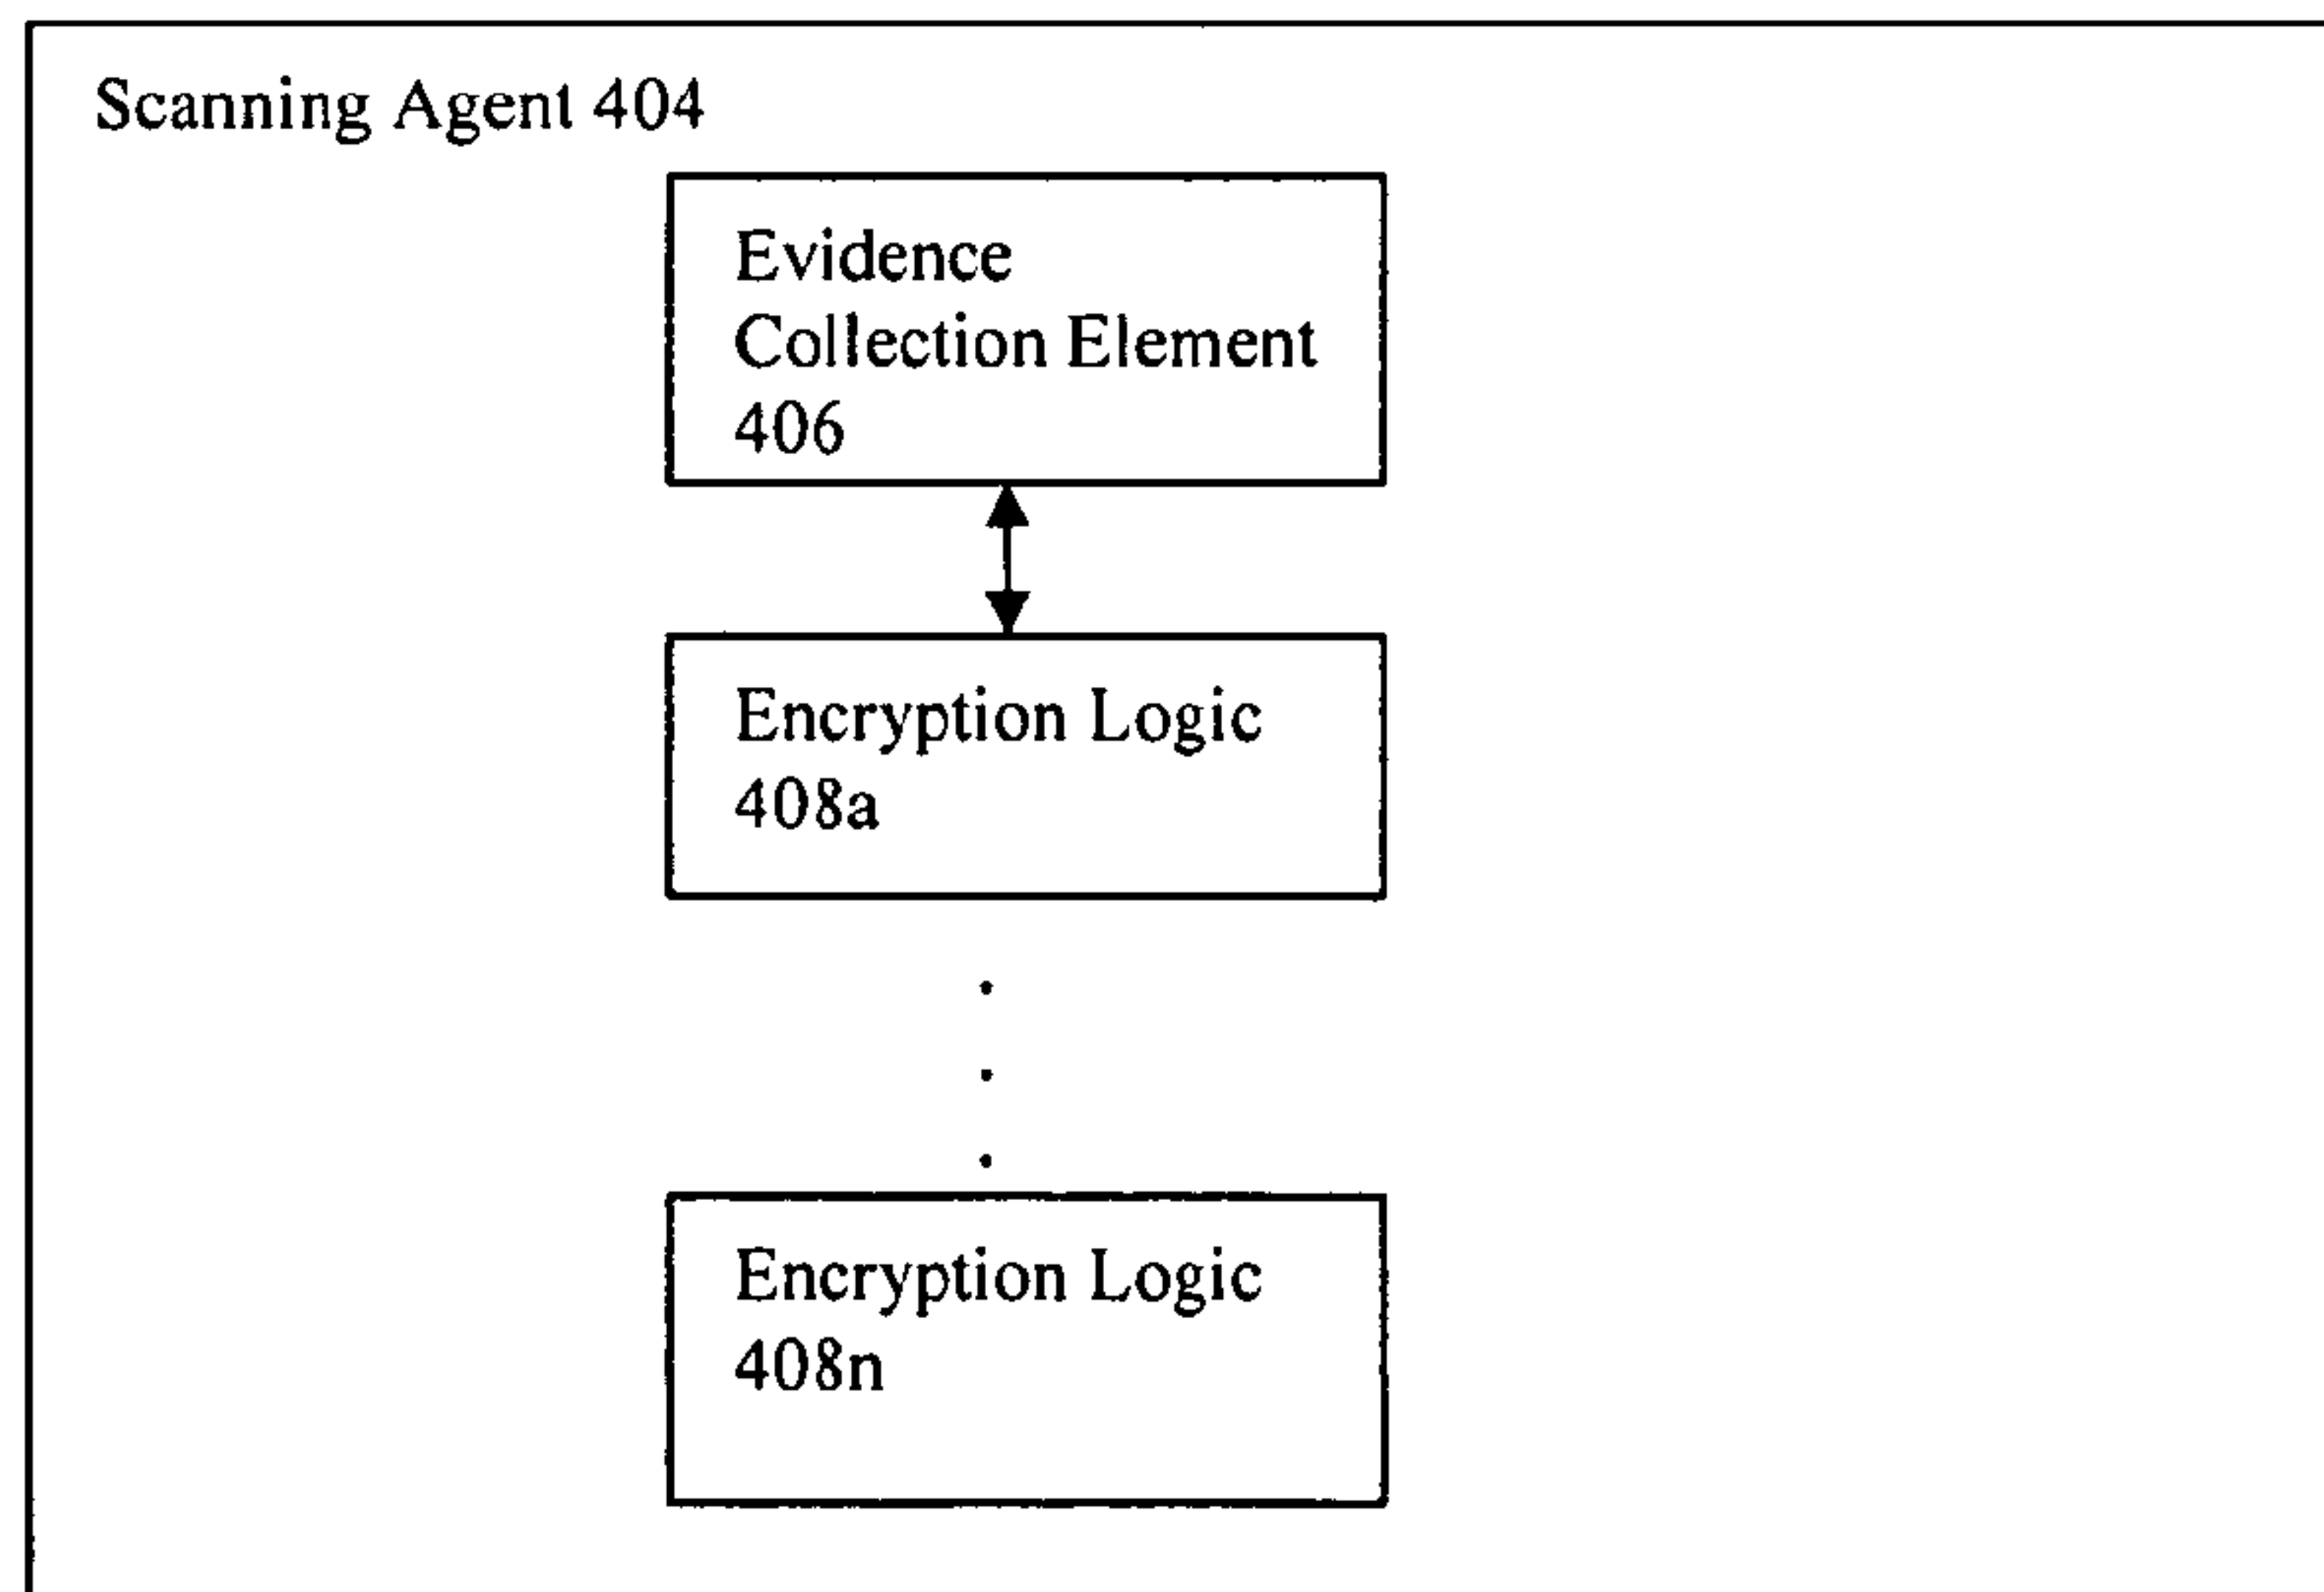 Scanning Agent 404
Evidence
Collection Element
406
Encryption Logic
408a
Encryption Logic
408n